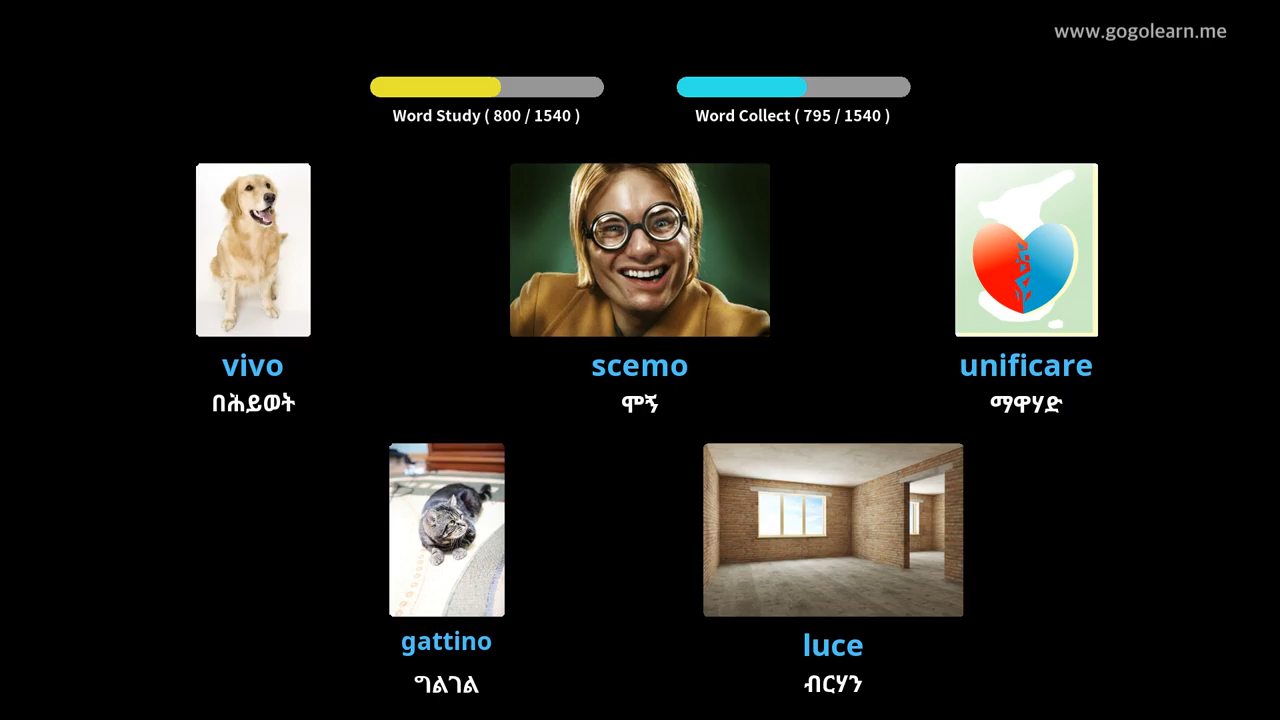 www.gogolearn.me
Word Study ( 800 / 1540 )
Word Collect ( 795 / 1540 )
vivo
በሕይወት
scemo
ሞኝ
unificare
ማዋሃድ
gattino
ግልገል
luce
ብርሃን